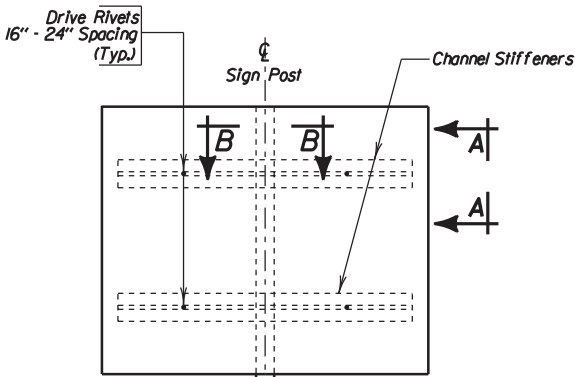 Drive Rivets
16" - 24" Spacing
(Typ.)
℄
Sign Post
Channel Stiffeners
B
B
A
A